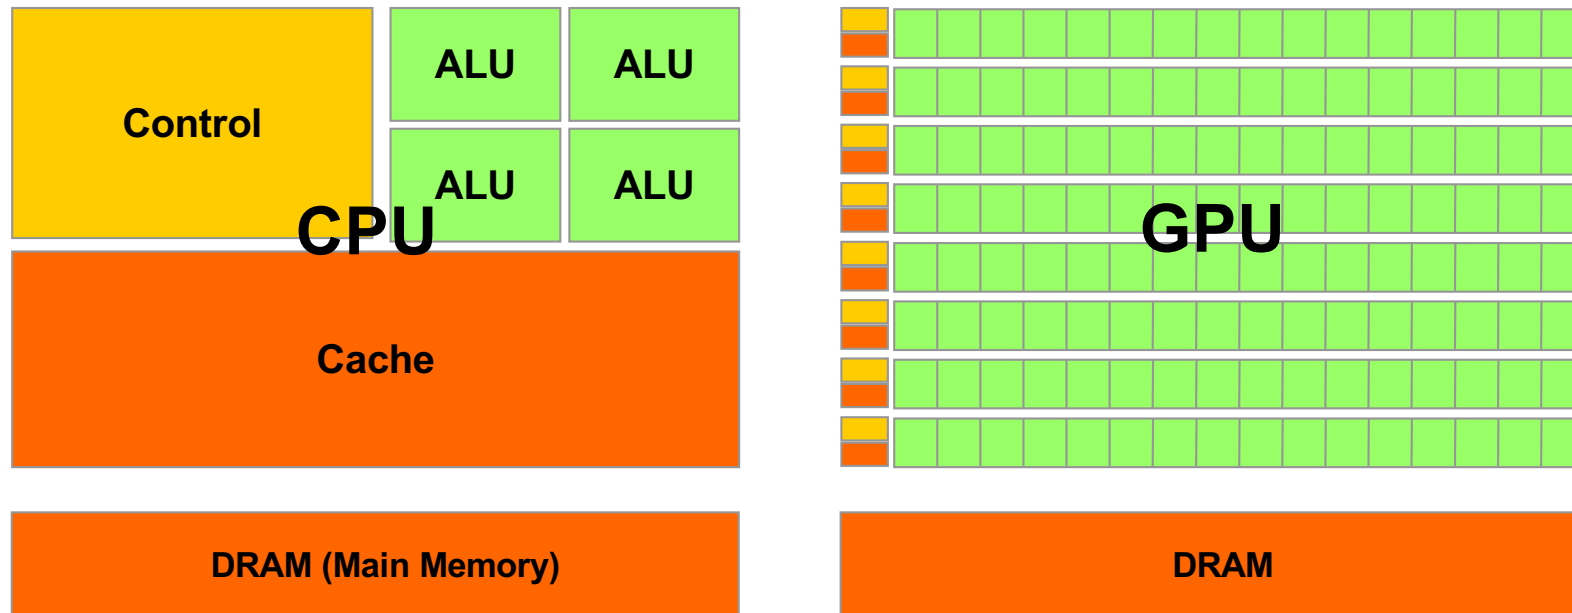 Control
ALU ALU
ALU ALU
CPU
Cache
DRAM (Main Memory)
GPU
DRAM